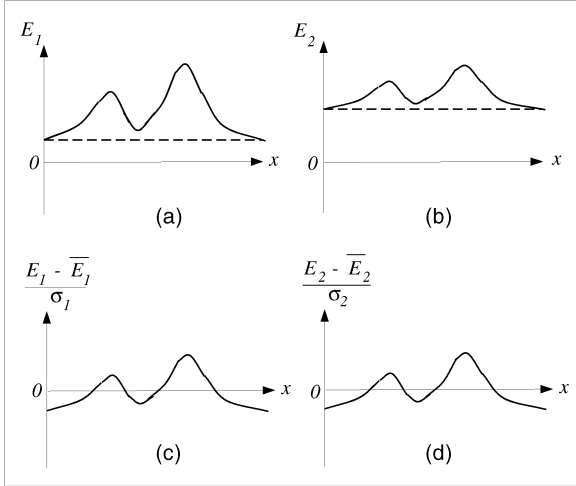 E1 E2
0 x 0 x
(a) (b)
E1 - E1 E2 - E2
σ1 σ2
0 x 0 x
(c) (d)